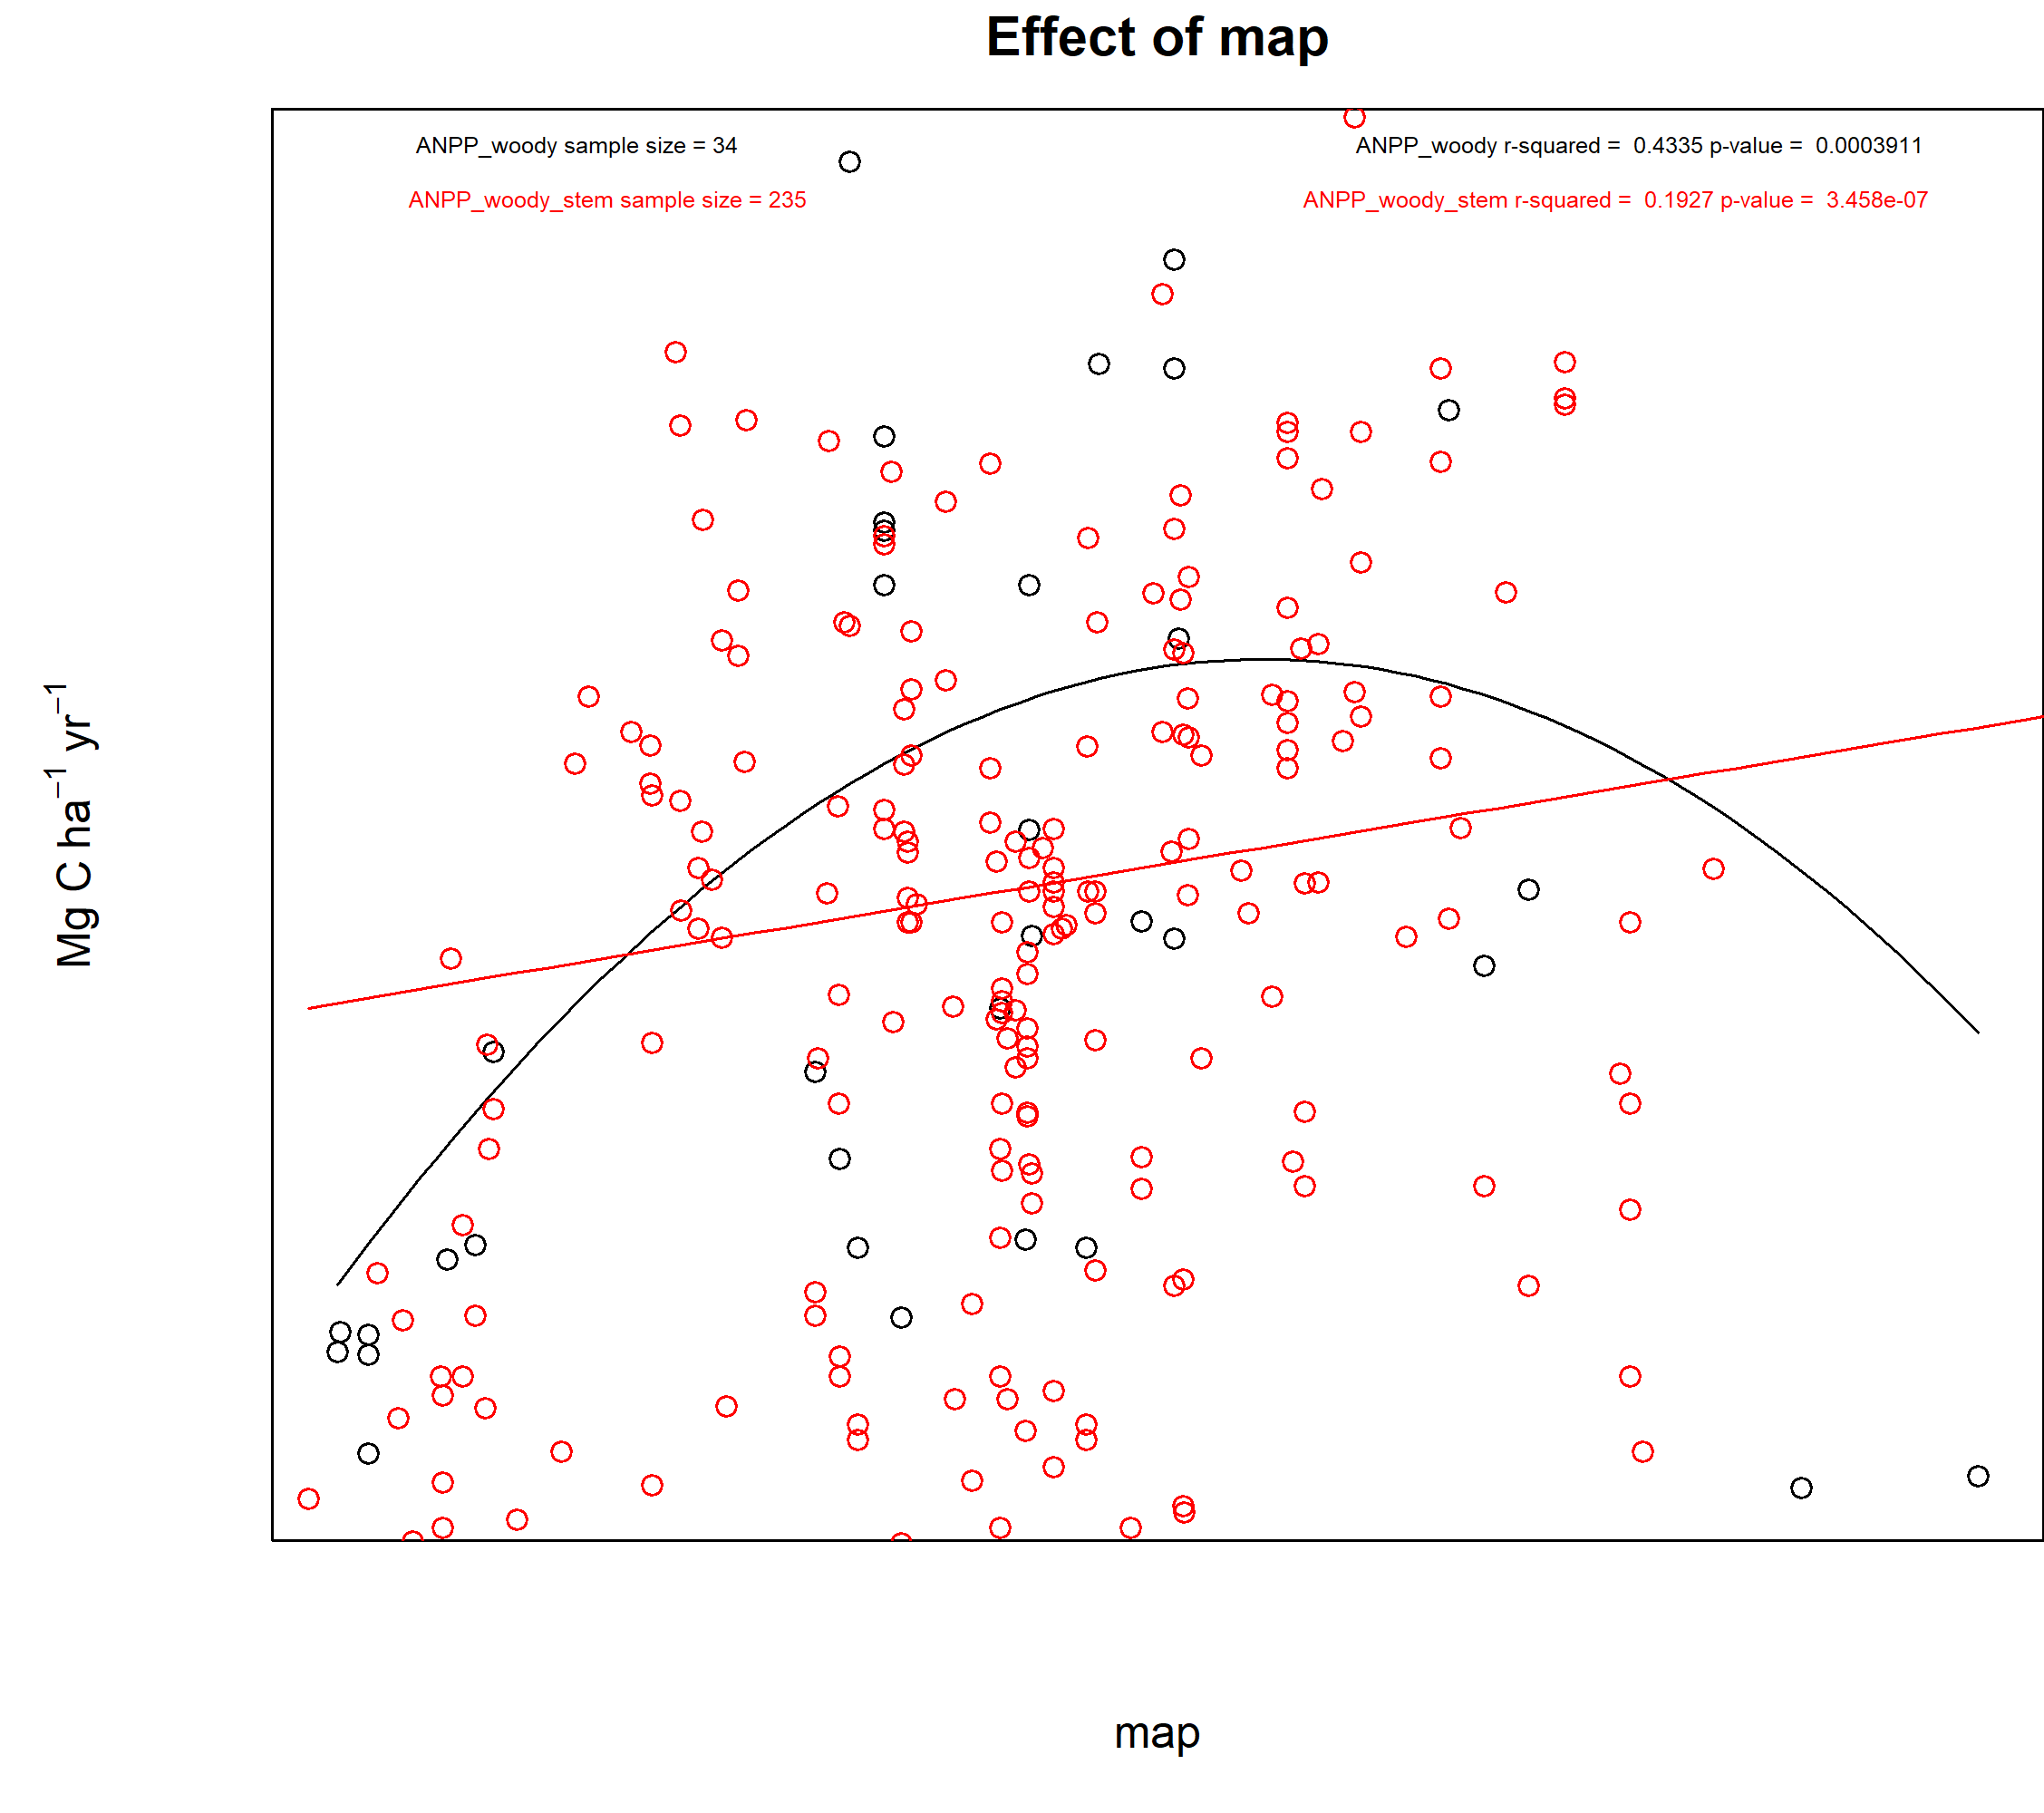 Effect of map
ANPP_woody sample size = 34
ANPP_woody r-squared =  0.4335 p-value =  0.0003911
ANPP_woody_stem sample size = 235
ANPP_woody_stem r-squared =  0.1927 p-value =  3.458e-07
Mg C ha⁻¹ yr⁻¹
map